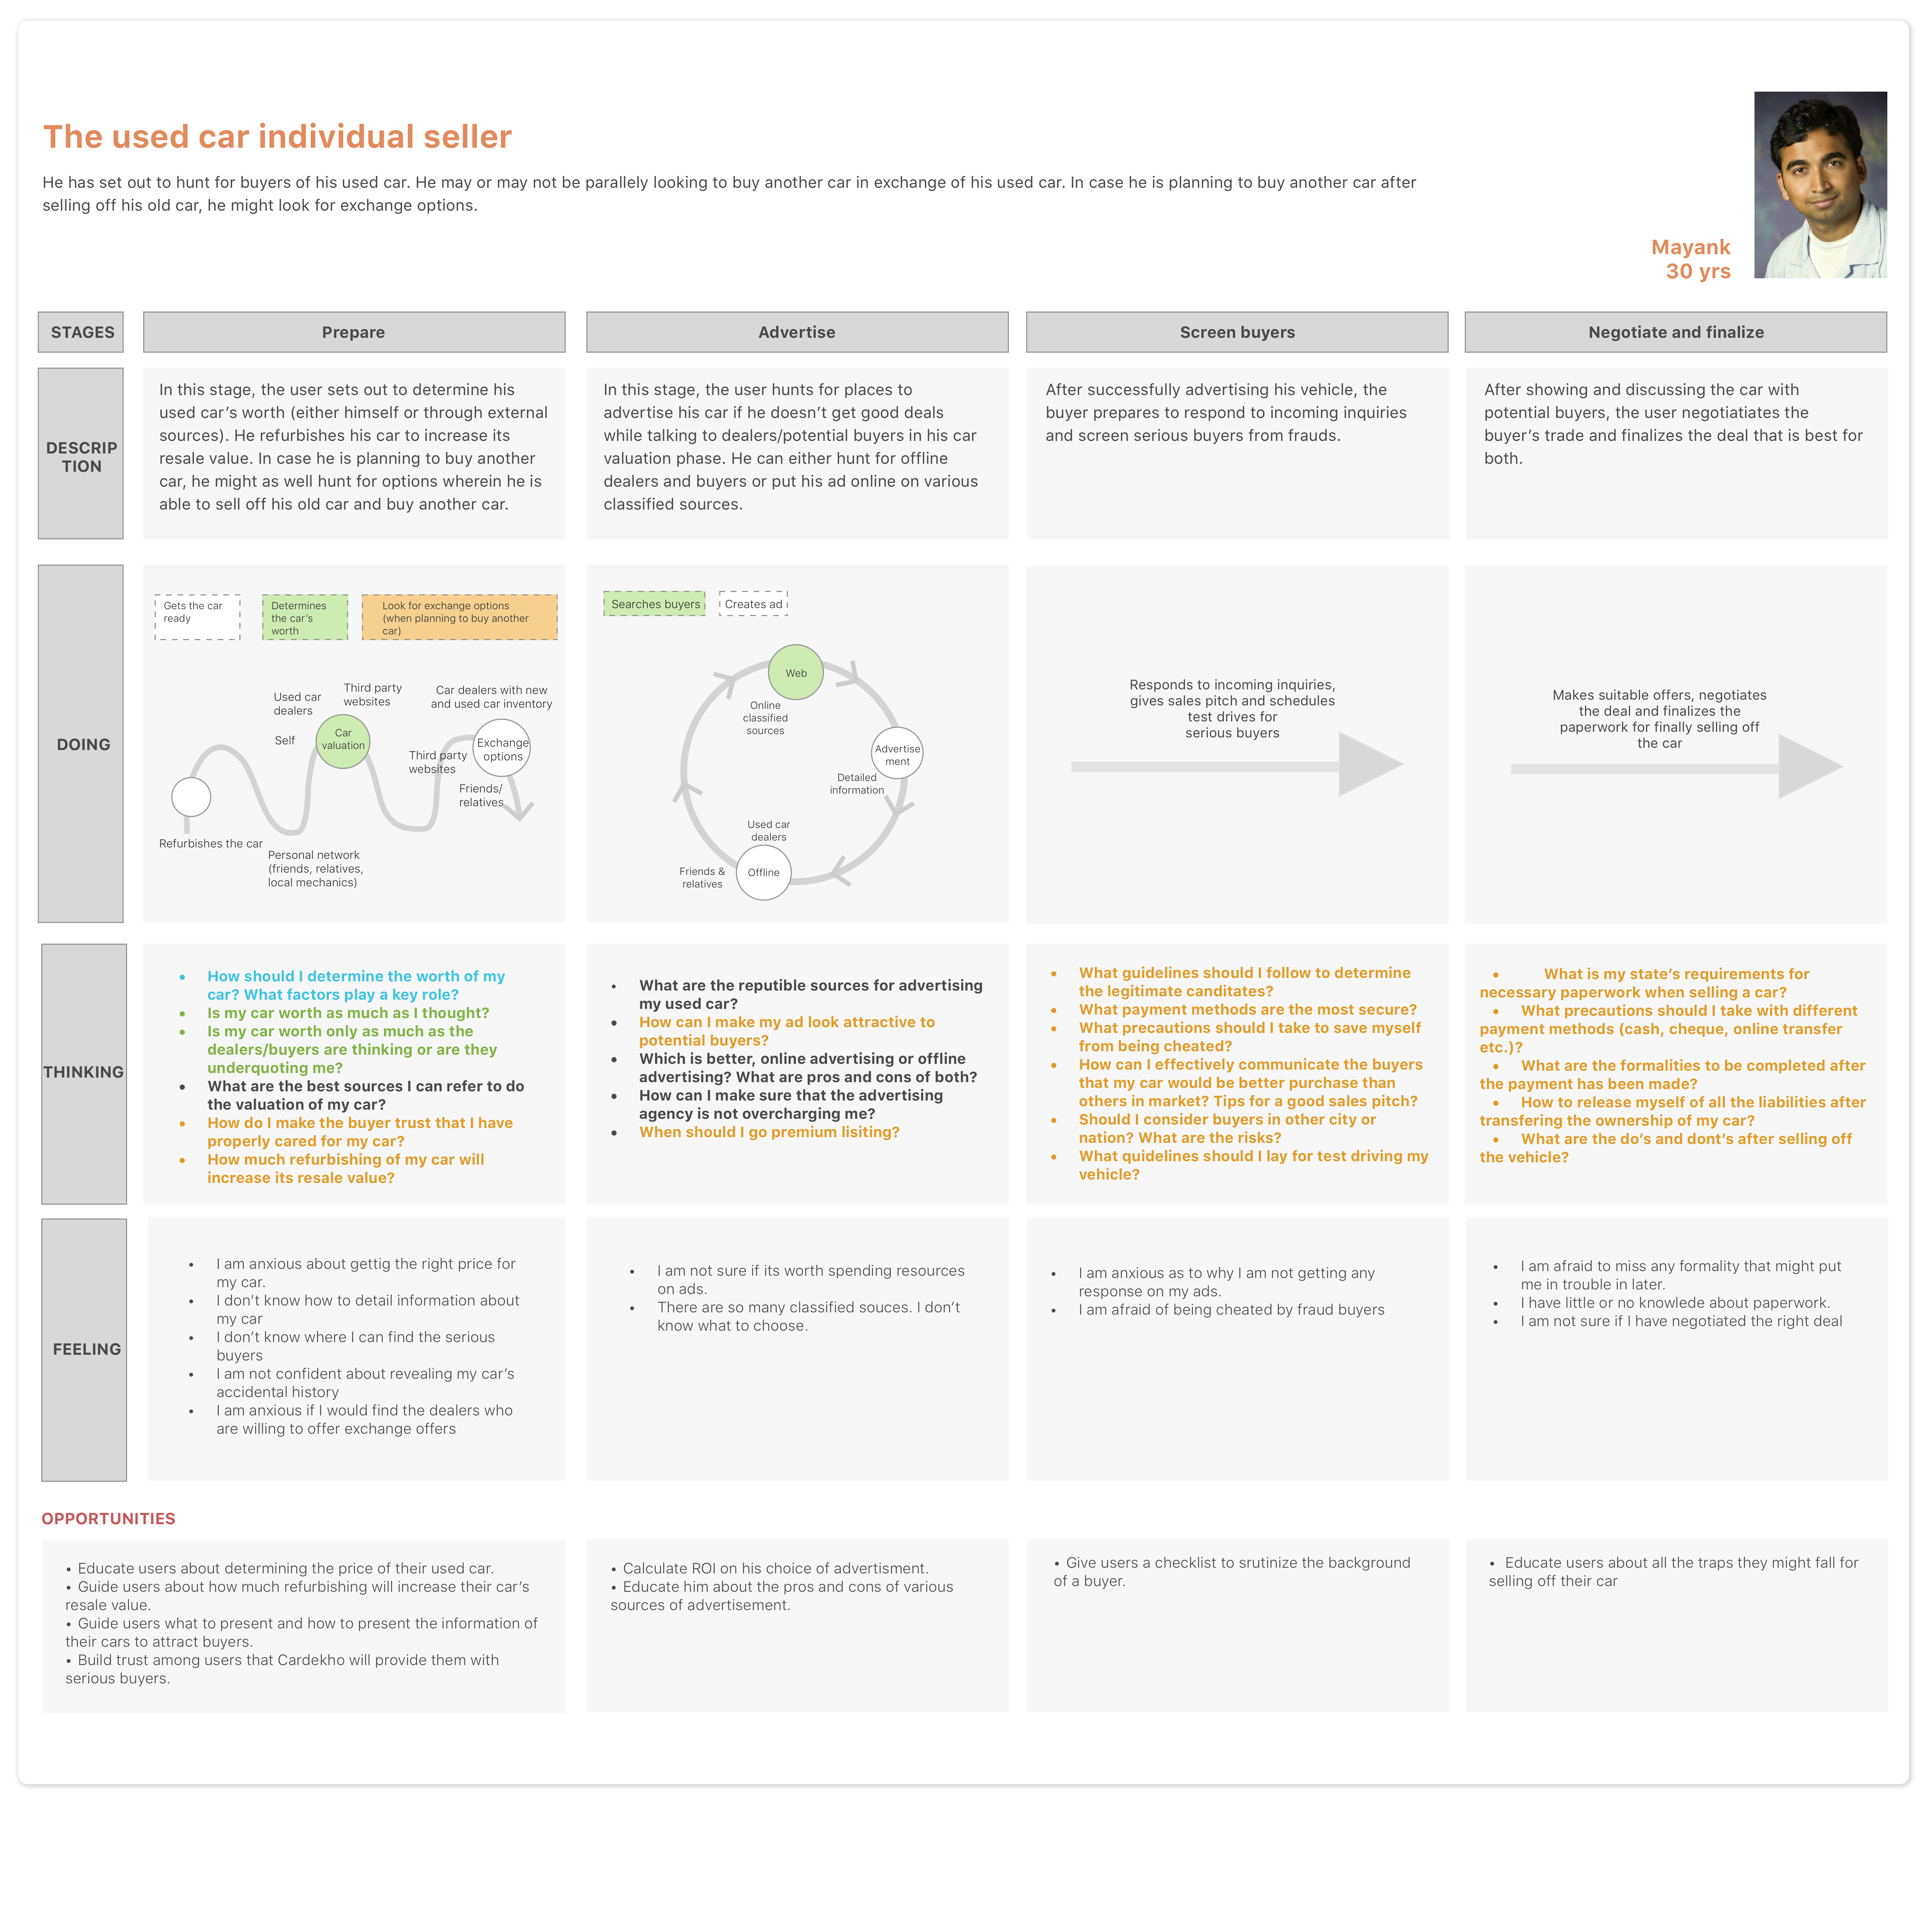 The used car individual seller
He has set out to hunt for buyers of his used car. He may or may not be parallely looking to buy another car in exchange of his used car. In case he is planning to buy another car after
selling off his old car, he might look for exchange options.
Mayank
30 yrs
STAGES
Prepare
Advertise
Screen buyers
Negotiate and finalize
DESCRIP
TION
In this stage, the user sets out to determine his
used car’s worth (either himself or through external
sources). He refurbishes his car to increase its
resale value. In case he is planning to buy another
car, he might as well hunt for options wherein he is
able to sell off his old car and buy another car.
In this stage, the user hunts for places to
advertise his car if he doesn’t get good deals
while talking to dealers/potential buyers in his car
valuation phase. He can either hunt for offline
dealers and buyers or put his ad online on various
classified sources.
After successfully advertising his vehicle, the
buyer prepares to respond to incoming inquiries
and screen serious buyers from frauds.
After showing and discussing the car with
potential buyers, the user negotiatiates the
buyer’s trade and finalizes the deal that is best for
both.
DOING
Gets the car
ready
Determines
the car’s
worth
Look for exchange options
(when planning to buy another
car)
Used car
dealers
Third party
websites
Car dealers with new
and used car inventory
Self
Car
valuation
Third party
websites
Exchange
options
Friends/
relatives
Refurbishes the car
Personal network
(friends, relatives,
local mechanics)
Searches buyers
Creates ad
Web
Online
classified
sources
Advertise
ment
Detailed
information
Used car
dealers
Friends &
relatives
Offline
Responds to incoming inquiries,
gives sales pitch and schedules
test drives for
serious buyers
Makes suitable offers, negotiates
the deal and finalizes the
paperwork for finally selling off
the car
THINKING
• How should I determine the worth of my
car? What factors play a key role?
• Is my car worth as much as I thought?
• Is my car worth only as much as the
dealers/buyers are thinking or are they
underquoting me?
• What are the best sources I can refer to do
the valuation of my car?
• How do I make the buyer trust that I have
properly cared for my car?
• How much refurbishing of my car will
increase its resale value?
• What are the reputible sources for advertising
my used car?
• How can I make my ad look attractive to
potential buyers?
• Which is better, online advertising or offline
advertising? What are pros and cons of both?
• How can I make sure that the advertising
agency is not overcharging me?
• When should I go premium lisiting?
• What guidelines should I follow to determine
the legitimate canditates?
• What payment methods are the most secure?
• What precautions should I take to save myself
from being cheated?
• How can I effectively communicate the buyers
that my car would be better purchase than
others in market? Tips for a good sales pitch?
• Should I consider buyers in other city or
nation? What are the risks?
• What quidelines should I lay for test driving my
vehicle?
• What is my state’s requirements for
necessary paperwork when selling a car?
• What precautions should I take with different
payment methods (cash, cheque, online transfer
etc.)?
• What are the formalities to be completed after
the payment has been made?
• How to release myself of all the liabilities after
transfering the ownership of my car?
• What are the do’s and dont’s after selling off
the vehicle?
FEELING
• I am anxious about gettig the right price for
my car.
• I don’t know how to detail information about
my car
• I don’t know where I can find the serious
buyers
• I am not confident about revealing my car’s
accidental history
• I am anxious if I would find the dealers who
are willing to offer exchange offers
• I am not sure if its worth spending resources
on ads.
• There are so many classified souces. I don’t
know what to choose.
• I am anxious as to why I am not getting any
response on my ads.
• I am afraid of being cheated by fraud buyers
• I am afraid to miss any formality that might put
me in trouble in later.
• I have little or no knowlede about paperwork.
• I am not sure if I have negotiated the right deal
OPPORTUNITIES
• Educate users about determining the price of their used car.
• Guide users about how much refurbishing will increase their car’s
resale value.
• Guide users what to present and how to present the information of
their cars to attract buyers.
• Build trust among users that Cardekho will provide them with
serious buyers.
• Calculate ROI on his choice of advertisment.
• Educate him about the pros and cons of various
sources of advertisement.
• Give users a checklist to srutinize the background
of a buyer.
• Educate users about all the traps they might fall for
selling off their car